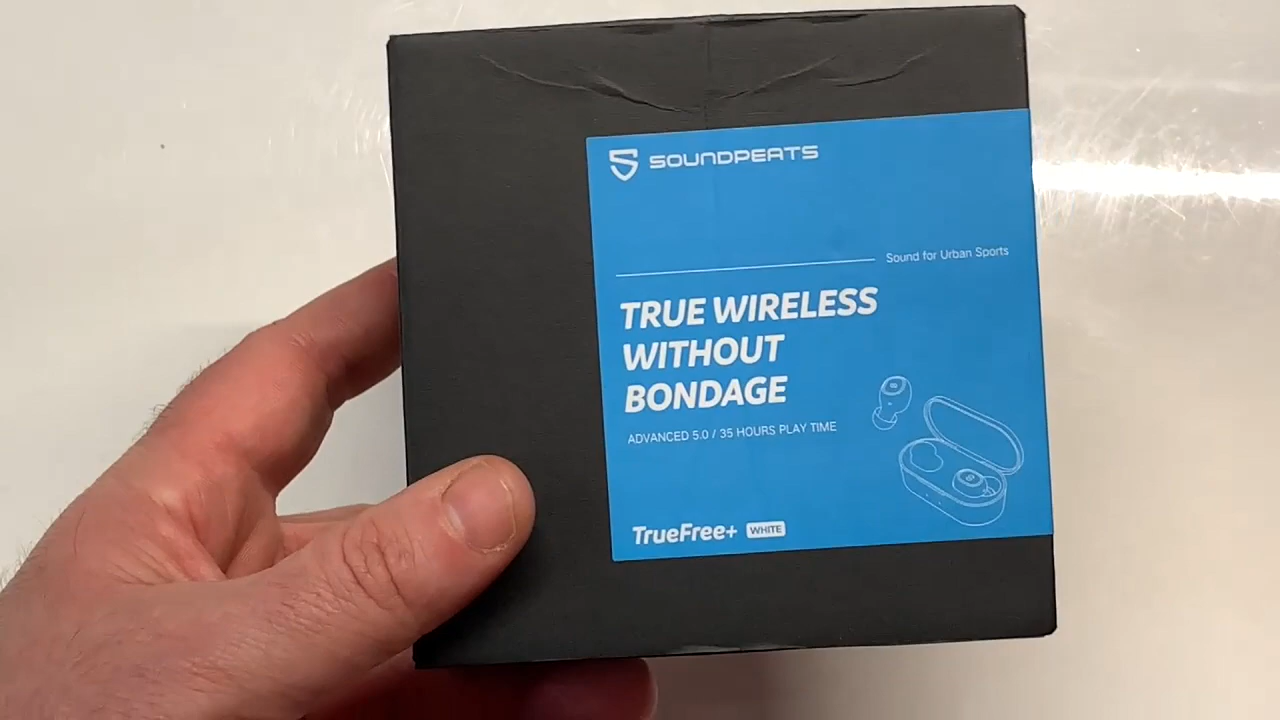 SOUNDPEATS
Sound for Urban Sports
TRUE WIRELESS
WITHOUT
BONDAGE
ADVANCED 5.0 / 35 HOURS PLAY TIME
TrueFree+ WHITE